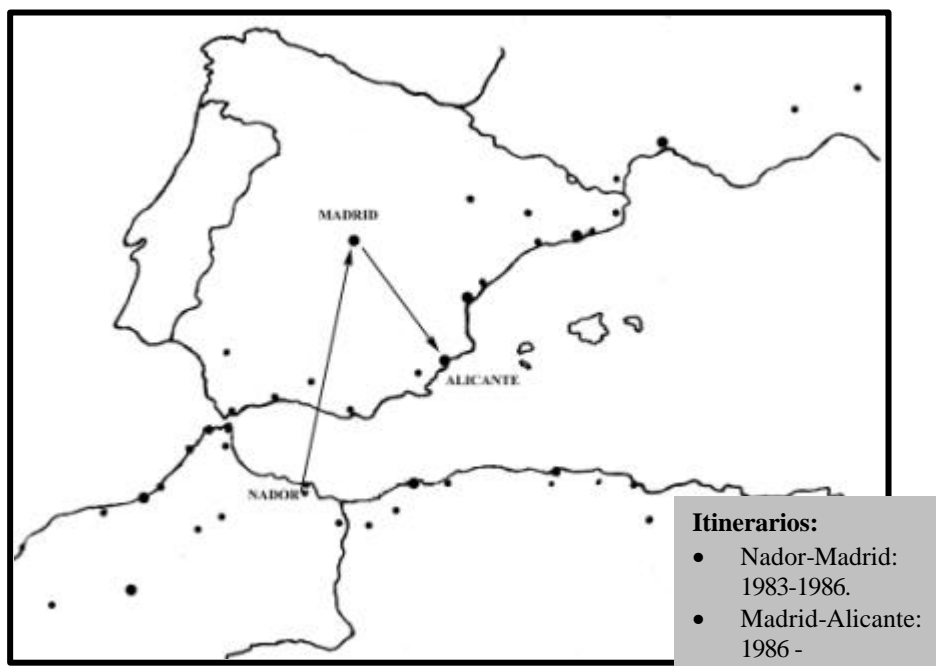 MADRID
ALICANTE
NADOR
Itinerarios:
• Nador-Madrid:
1983-1986.
• Madrid-Alicante:
1986 -